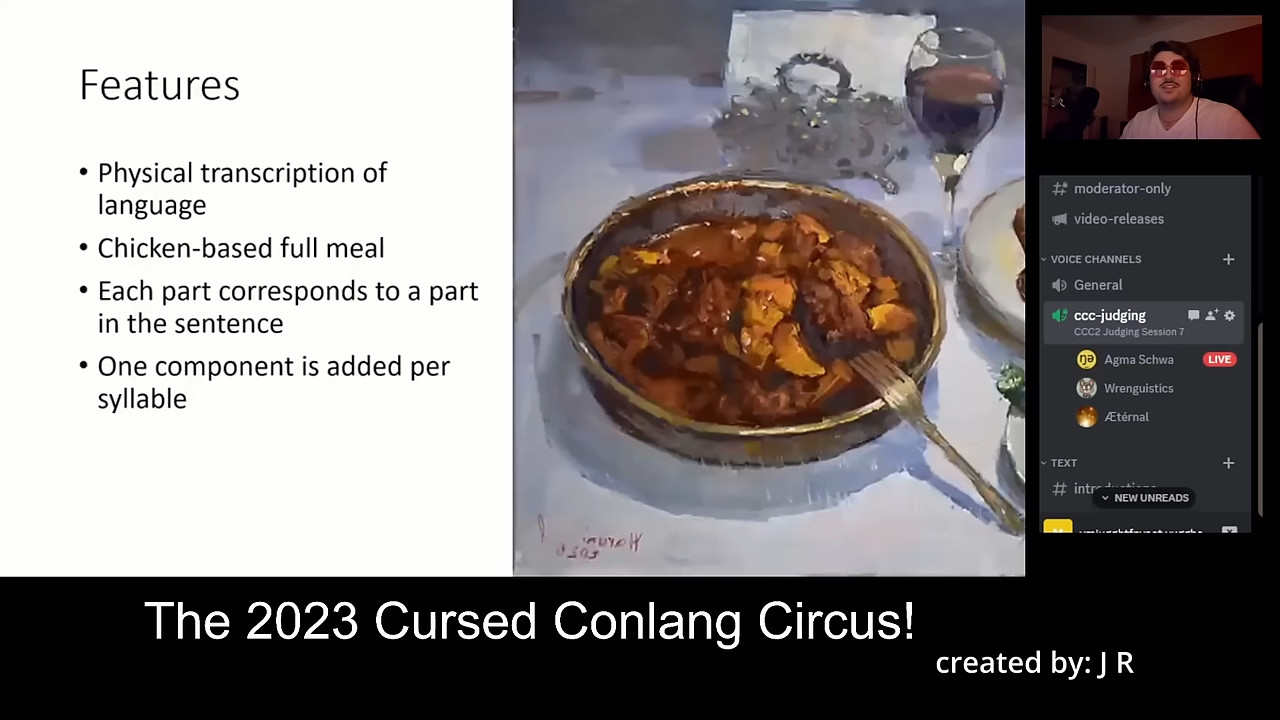 Features
• Physical transcription of
language
• Chicken-based full meal
• Each part corresponds to a part
in the sentence
• One component is added per
syllable
moderator-only
video-releases
VOICE CHANNELS
General
ccc-judging
CCC2 Judging Session 7
Agma Schwa
LIVE
Wrenguistics
Ætérnal
TEXT
NEW UNREADS
The 2023 Cursed Conlang Circus!
created by: J R